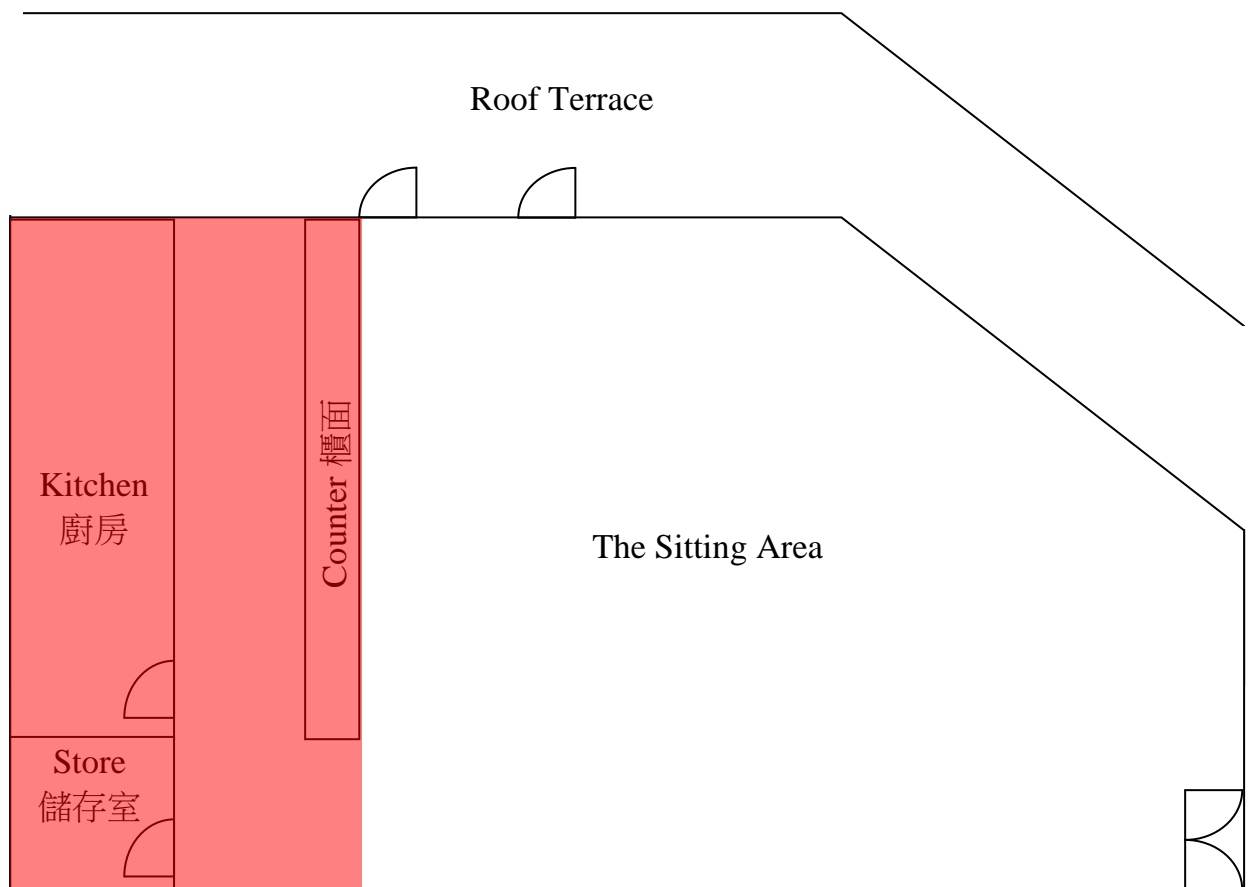 Roof Terrace
Counter 櫃面
Kitchen
廚房
The Sitting Area
Store
儲存室